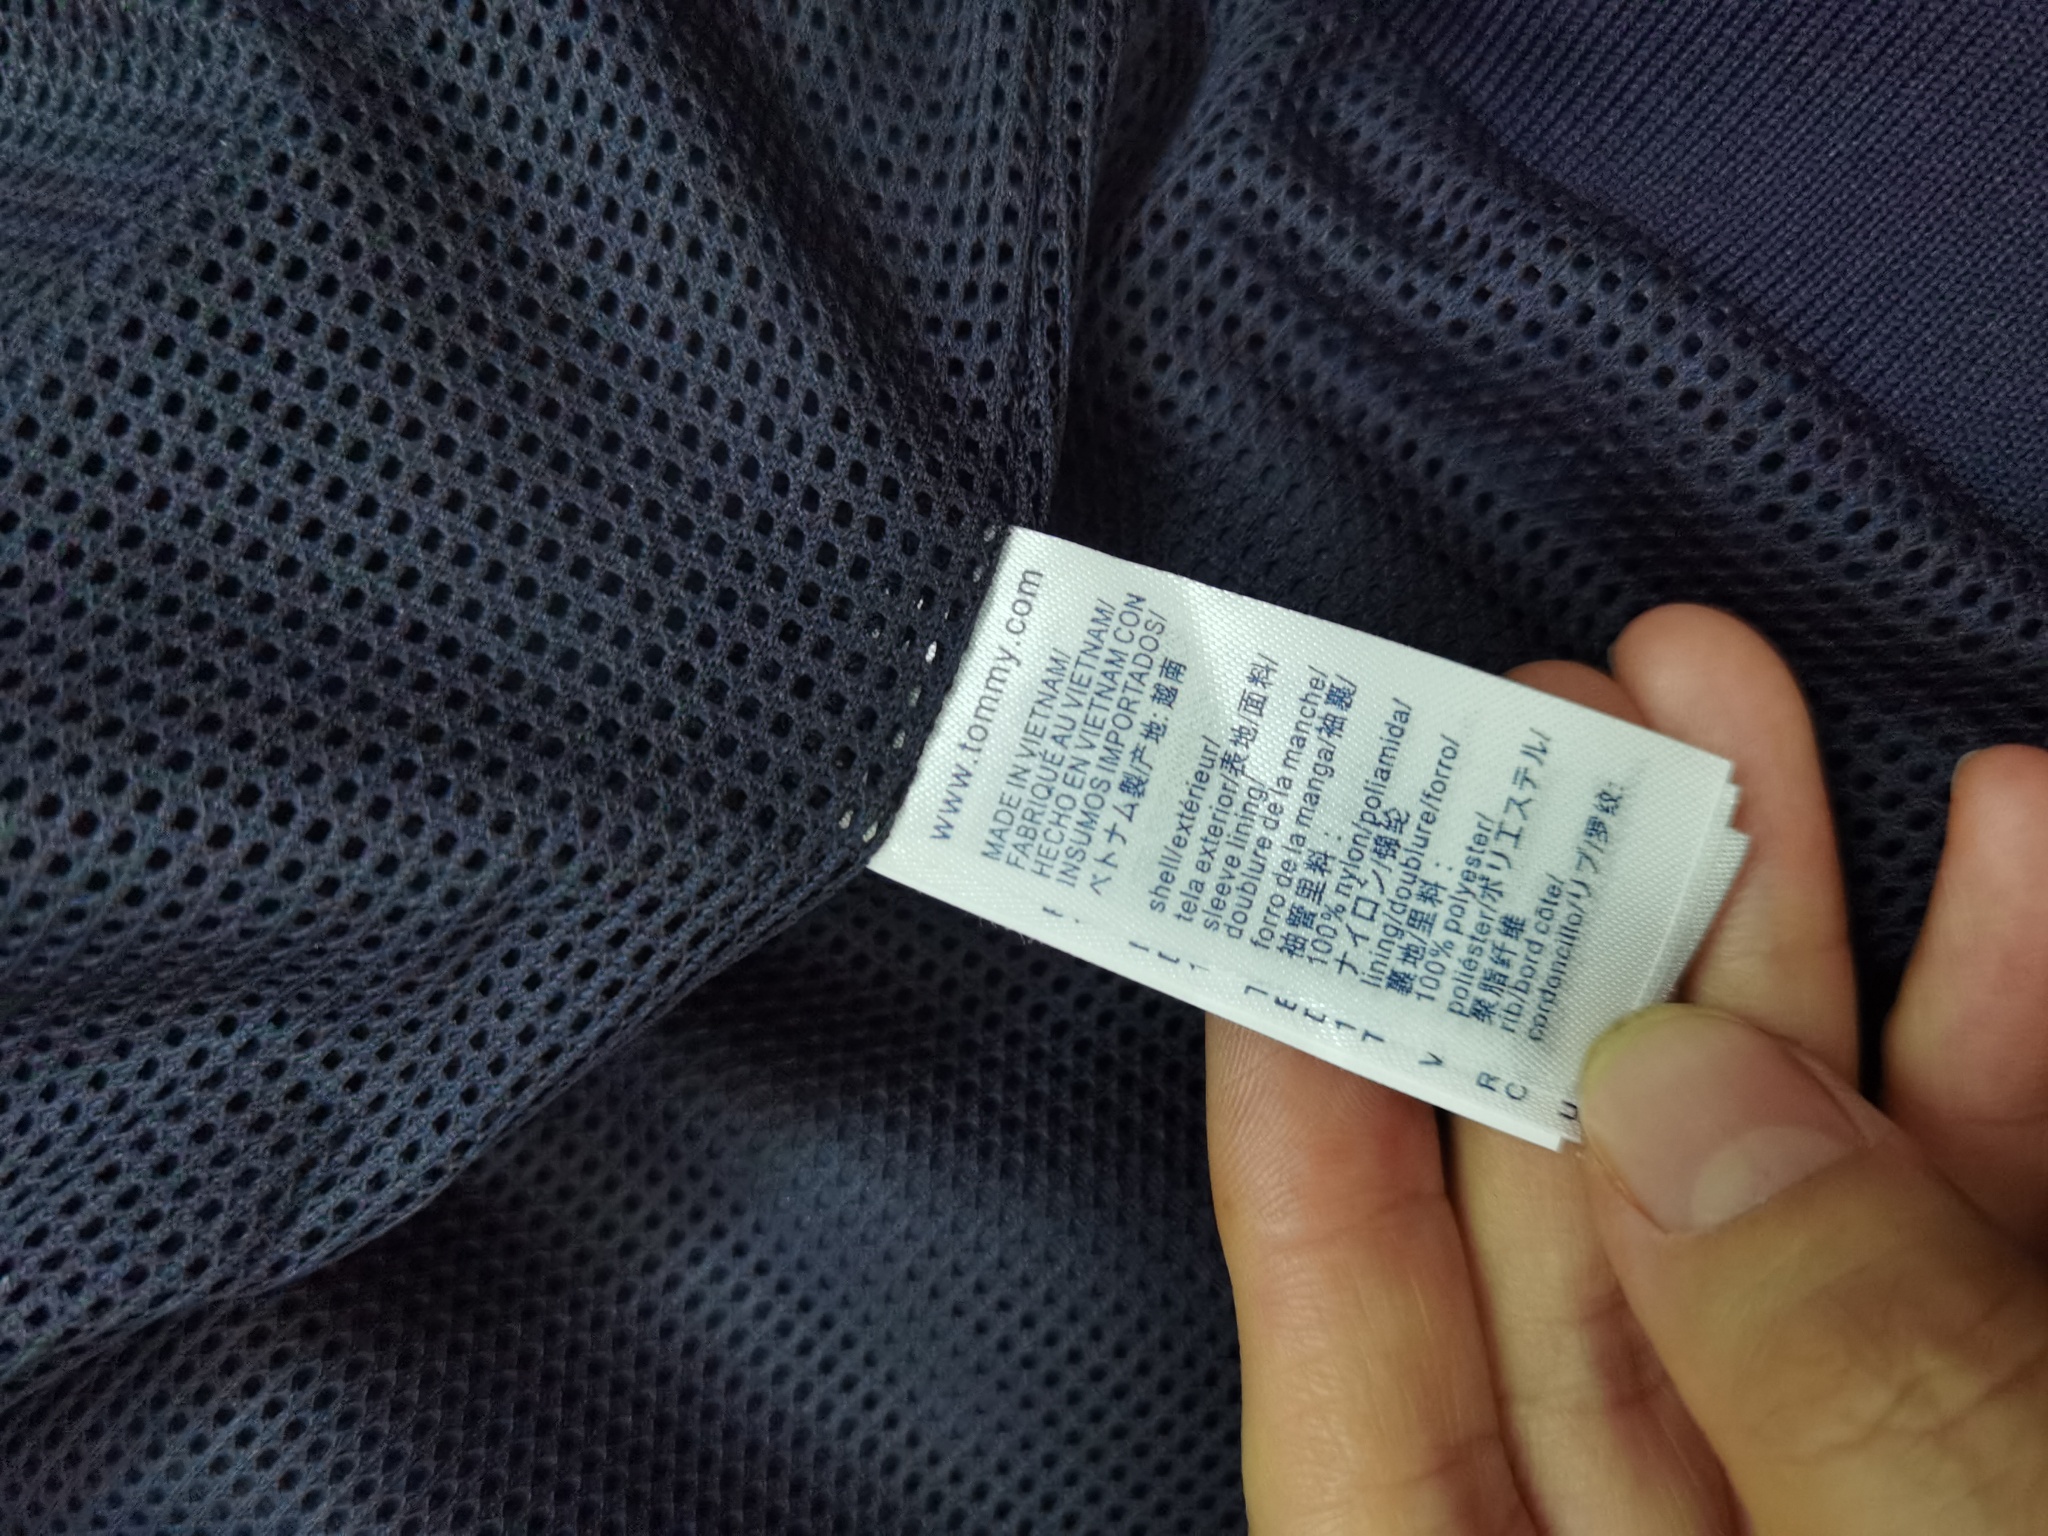 www.tommy.com
MADE IN VIETNAM/
FABRIQUÉ AU VIETNAM/
HECHO EN VIETNAM CON
INSUMOS IMPORTADOS/
ベトナム製/产地:越南
shell/extérieur/
tela exterior/表地/面料/
sleeve lining/
doublure de la manche/
forro de la manga/袖裏/
袖管里料:
100% nylon/poliamida/
ナイロン/锦纶
lining/doublure/forro/
裏地/里料:
100% polyester/
poliéster/ポリエステル/
聚脂纤维
rib/bord côte/
cordoncillo/リブ/罗纹: